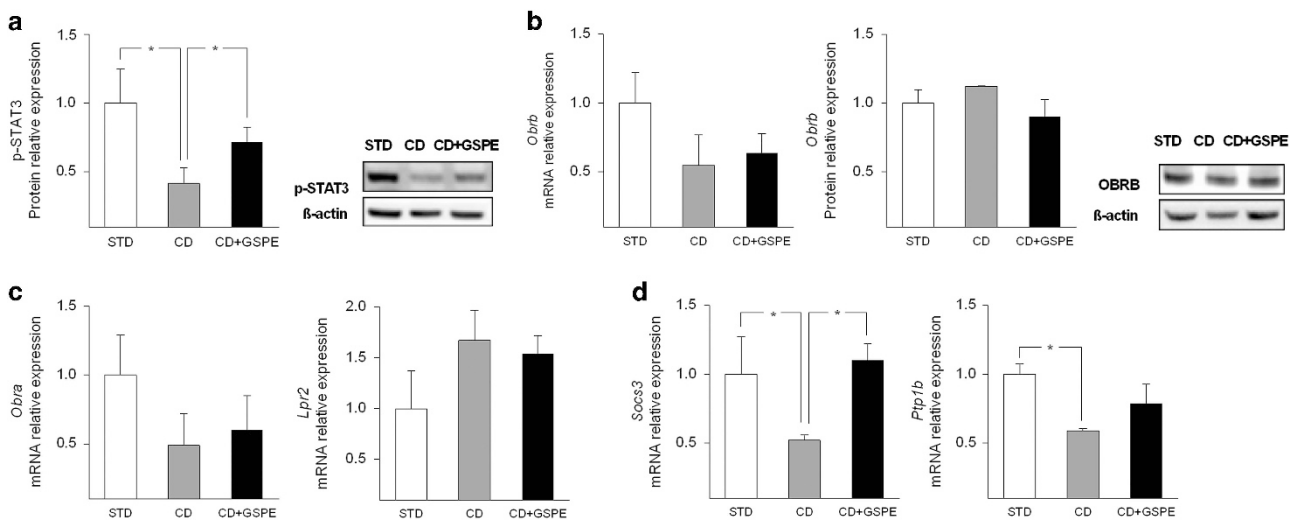 a
p-STAT3
Protein relative expression
1.5
1.0
0.5
*
*
STD
CD
CD+GSPE
STD CD CD+GSPE
p-STAT3
ß-actin
b
Obrb
mRNA relative expression
1.5
1.0
0.5
STD
CD
CD+GSPE
Obrb
Protein relative expression
1.5
1.0
0.5
STD
CD
CD+GSPE
STD CD CD+GSPE
OBRB
ß-actin
c
Obra
mRNA relative expression
1.5
1.0
0.5
STD
CD
CD+GSPE
Lpr2
mRNA relative expression
2.0
1.5
1.0
0.5
STD
CD
CD+GSPE
d
Socs3
mRNA relative expression
1.5
1.0
0.5
*
*
STD
CD
CD+GSPE
Ptp1b
mRNA relative expression
1.5
1.0
0.5
*
STD
CD
CD+GSPE